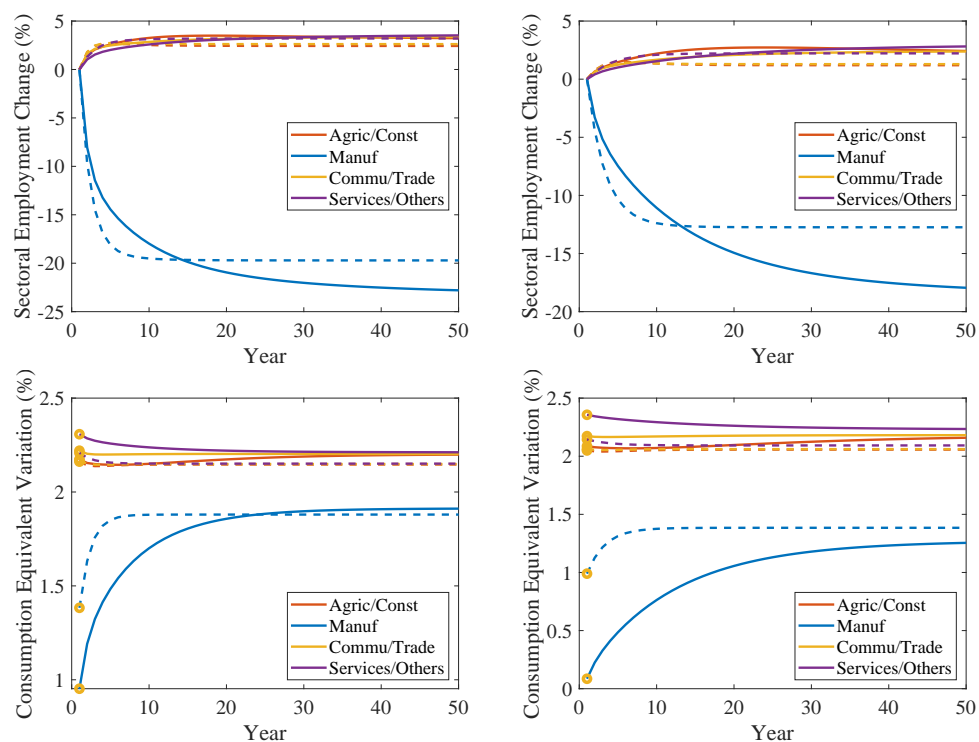 Sectoral Employment Change (%)
5
0
-5
-10
-15
-20
-25
0
10
20
30
40
50
Year
Agric/Const
Manuf
Commu/Trade
Services/Others
Sectoral Employment Change (%)
5
0
-5
-10
-15
-20
0
10
20
30
40
50
Year
Agric/Const
Manuf
Commu/Trade
Services/Others
Consumption Equivalent Variation (%)
2.5
2
1.5
1
0
10
20
30
40
50
Year
Agric/Const
Manuf
Commu/Trade
Services/Others
Consumption Equivalent Variation (%)
2.5
2
1.5
1
0.5
0
0
10
20
30
40
50
Year
Agric/Const
Manuf
Commu/Trade
Services/Others